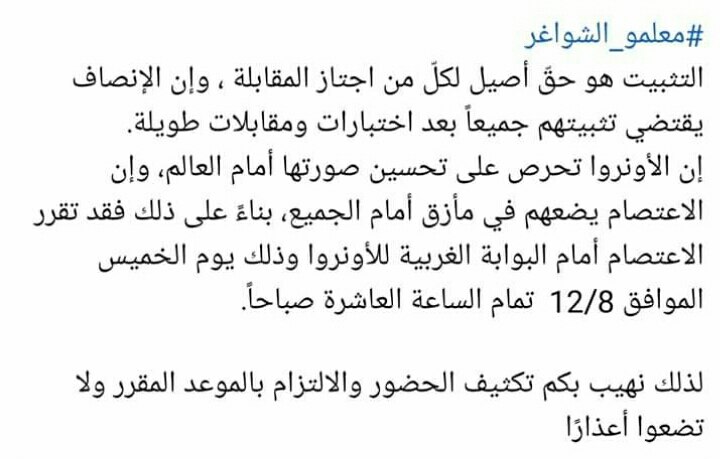 #معلمو_الشواغر
التثبيت هو حقّ أصيل لكلّ من اجتاز المقابلة ، وإن الإنصاف
يقتضي تثبيتهم جميعاً بعد اختبارات ومقابلات طويلة.
إن الأونروا تحرص على تحسين صورتها أمام العالم، وإن
الاعتصام يضعهم في مأزق أمام الجميع، بناءً على ذلك فقد تقرر
الاعتصام أمام البوابة الغربية للأونروا وذلك يوم الخميس
الموافق 12/8 تمام الساعة العاشرة صباحاً.
لذلك نهيب بكم تكثيف الحضور والالتزام بالموعد المقرر ولا
تضعوا أعذارًا